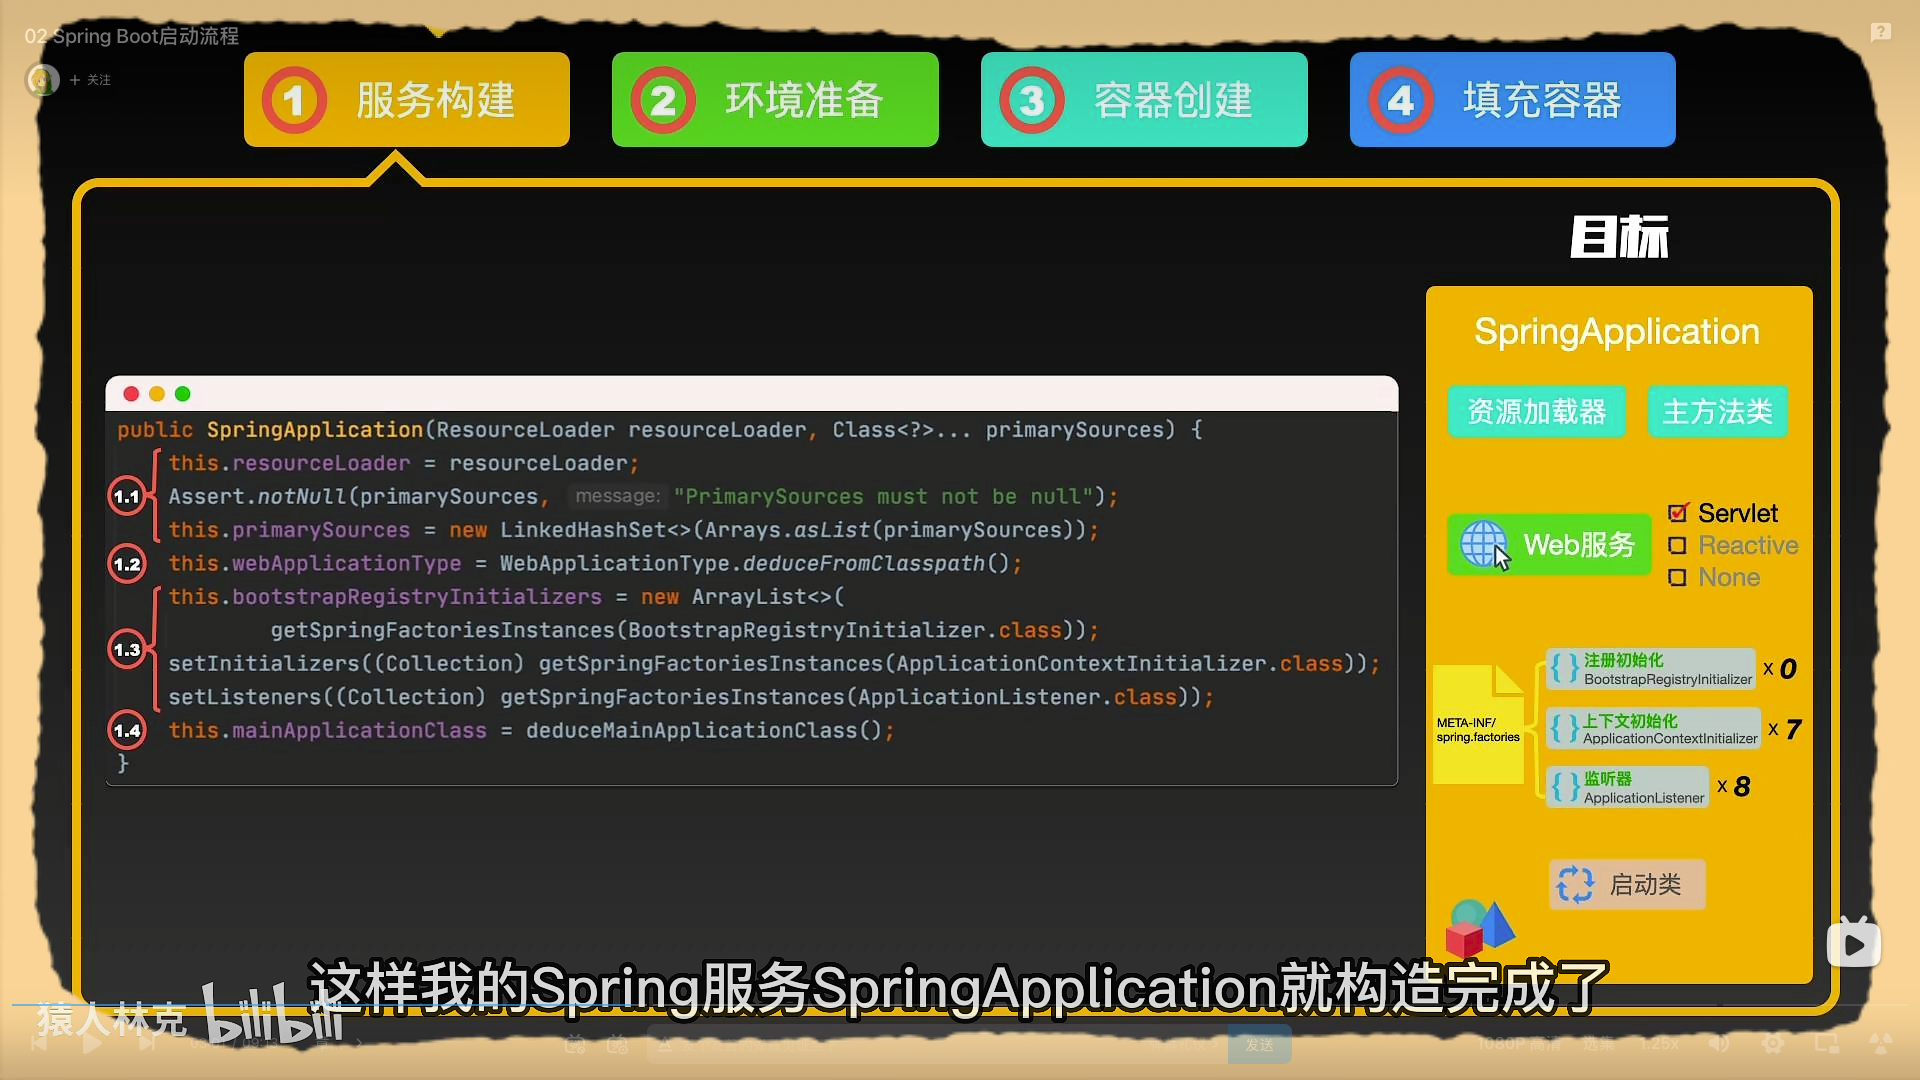 02 Spring Boot启动流程
+ 关注
1 服务构建
2 环境准备
3 容器创建
4 填充容器
目标
public SpringApplication(ResourceLoader resourceLoader, Class<?>... primarySources) {
this.resourceLoader = resourceLoader;
1.1 Assert.notNull(primarySources, message: "PrimarySources must not be null");
this.primarySources = new LinkedHashSet<>(Arrays.asList(primarySources));
1.2 this.webApplicationType = WebApplicationType.deduceFromClasspath();
this.bootstrapRegistryInitializers = new ArrayList<>(
getSpringFactoriesInstances(BootstrapRegistryInitializer.class));
1.3
setInitializers((Collection) getSpringFactoriesInstances(ApplicationContextInitializer.class));
setListeners((Collection) getSpringFactoriesInstances(ApplicationListener.class));
1.4 this.mainApplicationClass = deduceMainApplicationClass();
}
SpringApplication
资源加载器 主方法类
Web服务
Servlet
Reactive
None
META-INF/
spring.factories
{ } 注册初始化
BootstrapRegistryInitializer x 0
{ } 上下文初始化
ApplicationContextInitializer x 7
{ } 监听器
ApplicationListener x 8
启动类
这样我的Spring服务SpringApplication就构造完成了
猿人林克 bilibili
发送
1080P 高清 选集 1.25x